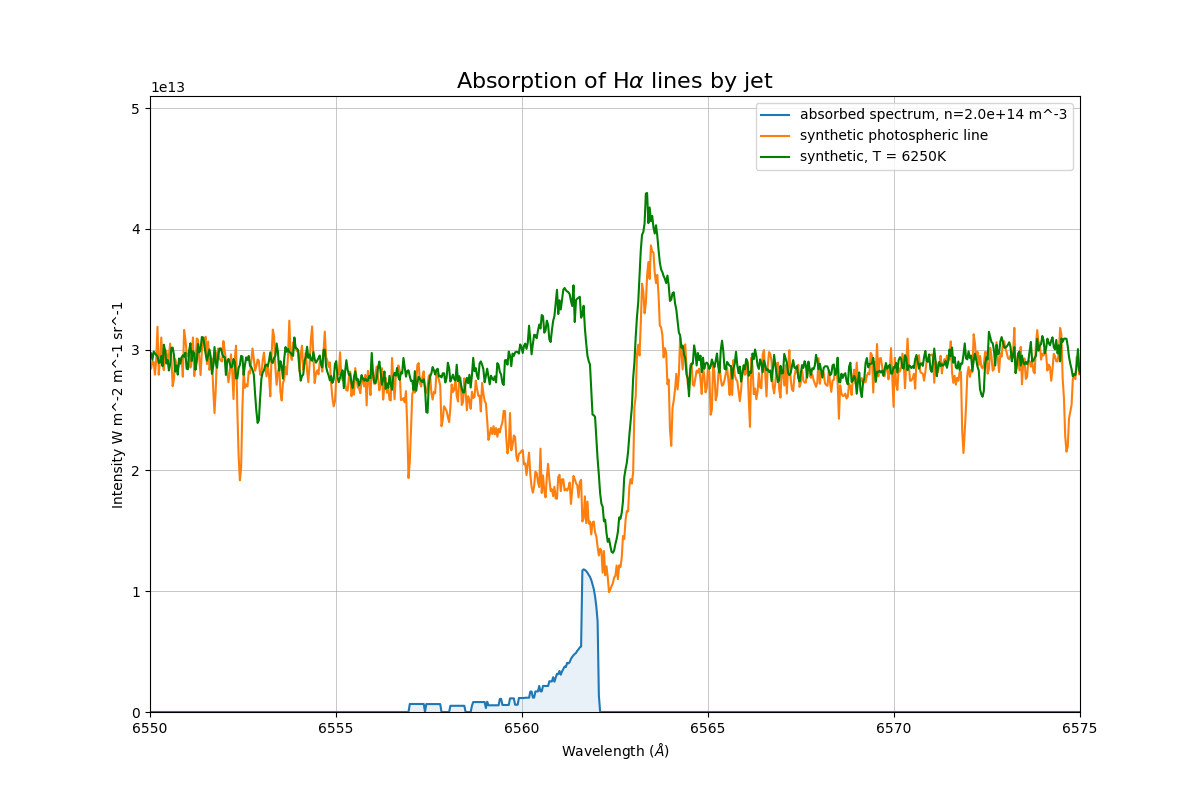 Absorption of Hα lines by jet
1e13
absorbed spectrum, n=2.0e+14 m^-3
synthetic photospheric line
synthetic, T = 6250K
5
4
3
2
1
0
Intensity W m^-2 m^-1 sr^-1
6550 6555 6560 6565 6570 6575
Wavelength (Å)